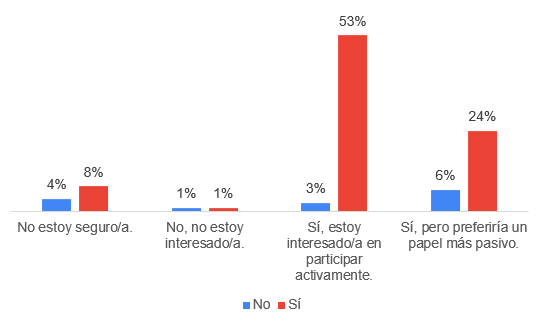 53%
24%
4%
8%
1%
1%
3%
6%
No estoy seguro/a.
No, no estoy
interesado/a.
Sí, estoy
interesado/a en
participar
activamente.
Sí, pero preferiría un
papel más pasivo.
No
Sí